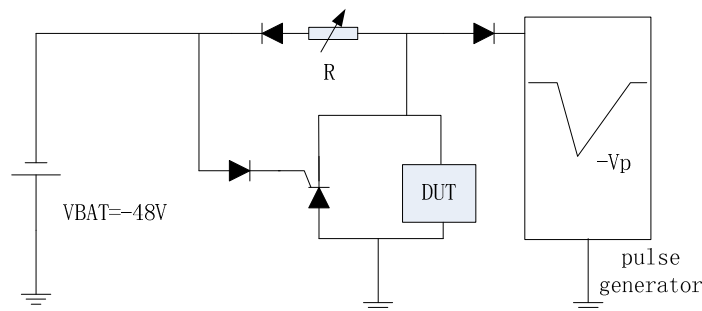 R
-Vp
DUT
VBAT=-48V
pulse
generator